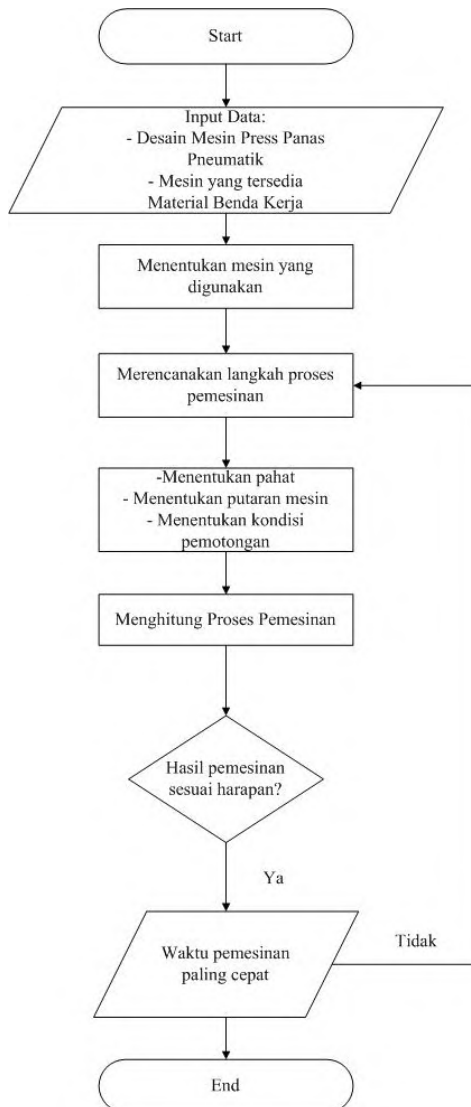 Start
Input Data:
- Desain Mesin Press Panas
Pneumatik
- Mesin yang tersedia
Material Benda Kerja
Menentukan mesin yang
digunakan
Merencanakan langkah proses
pemesinan
-Menentukan pahat
- Menentukan putaran mesin
- Menentukan kondisi
pemotongan
Menghitung Proses Pemesinan
Hasil pemesinan
sesuai harapan?
Ya
Waktu pemesinan
paling cepat
Tidak
End